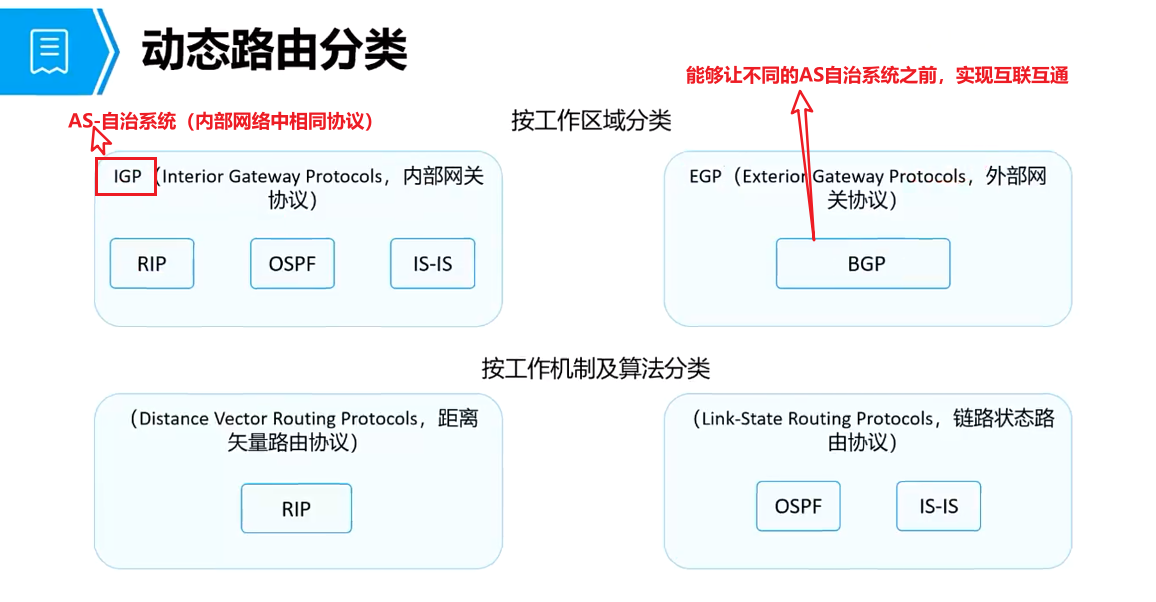 动态路由分类
能够让不同的AS自治系统之前，实现互联互通
AS-自治系统（内部网络中相同协议）
按工作区域分类
IGP（Interior Gateway Protocols，内部网关
协议）
RIP
OSPF
IS-IS
EGP（Exterior Gateway Protocols，外部网
关协议）
BGP
按工作机制及算法分类
（Distance Vector Routing Protocols，距离
矢量路由协议）
RIP
（Link-State Routing Protocols，链路状态路
由协议）
OSPF
IS-IS